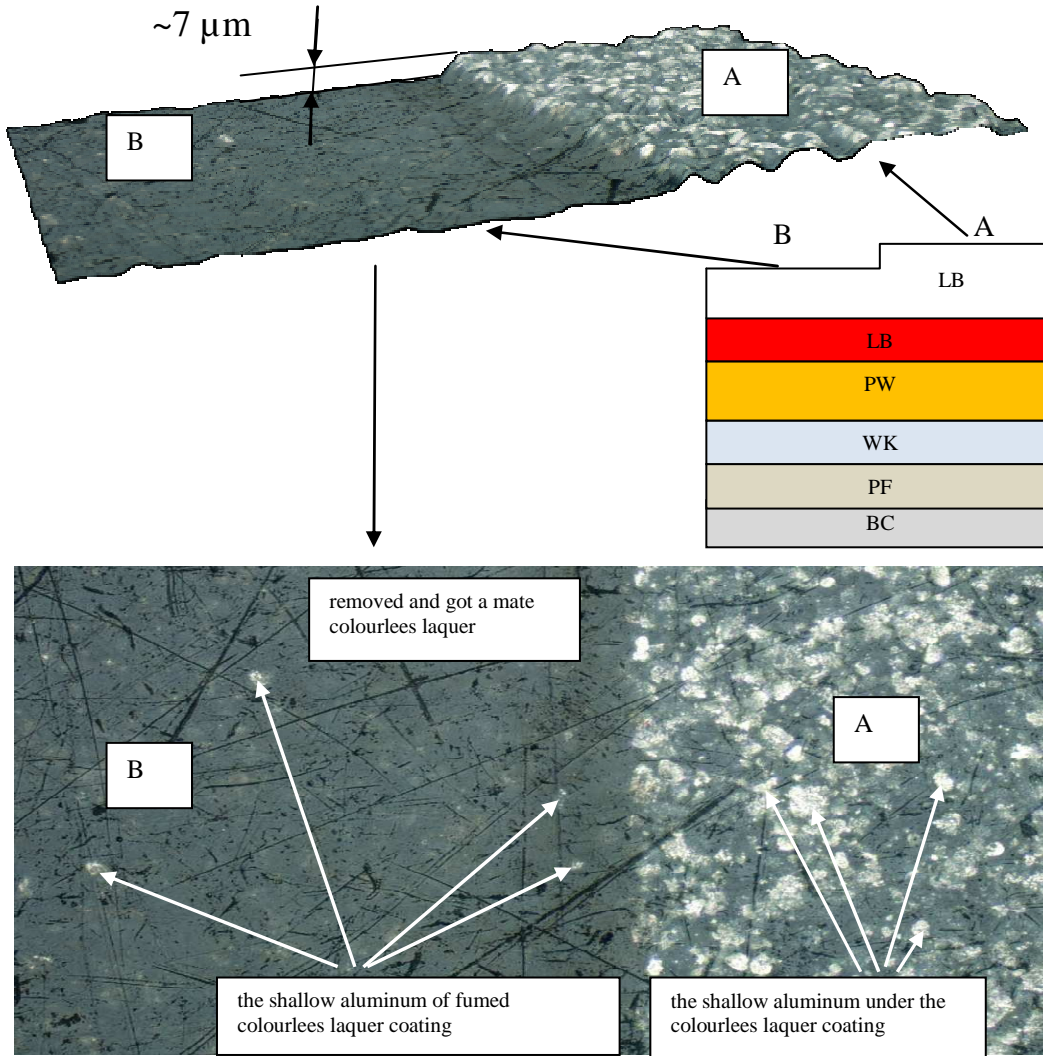 ~7 µm
A
B
B
A
LB
LB
PW
WK
PF
BC
removed and got a mate
colourlees laquer
A
B
the shallow aluminum of fumed
colourlees laquer coating
the shallow aluminum under the
colourlees laquer coating